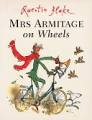 Quentin Blake
MRS ARMITAGE
on WHEELS